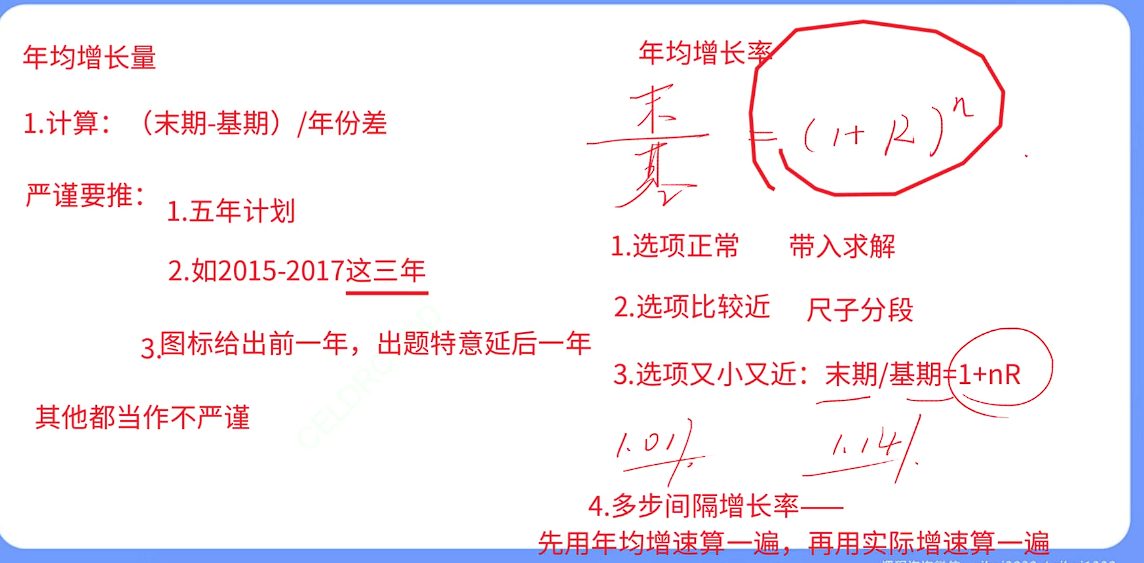 年均增长量
1.计算：（末期-基期）/年份差
严谨要推：
1.五年计划
2.如2015-2017这三年
3.图标给出前一年，出题特意延后一年
其他都当作不严谨
年均增长率
末/基 = (1+R)^n
1.选项正常 带入求解
2.选项比较近 尺子分段
3.选项又小又近：末期/基期=1+nR
1.01% 1.14%
4.多步间隔增长率——
先用年均增速算一遍，再用实际增速算一遍